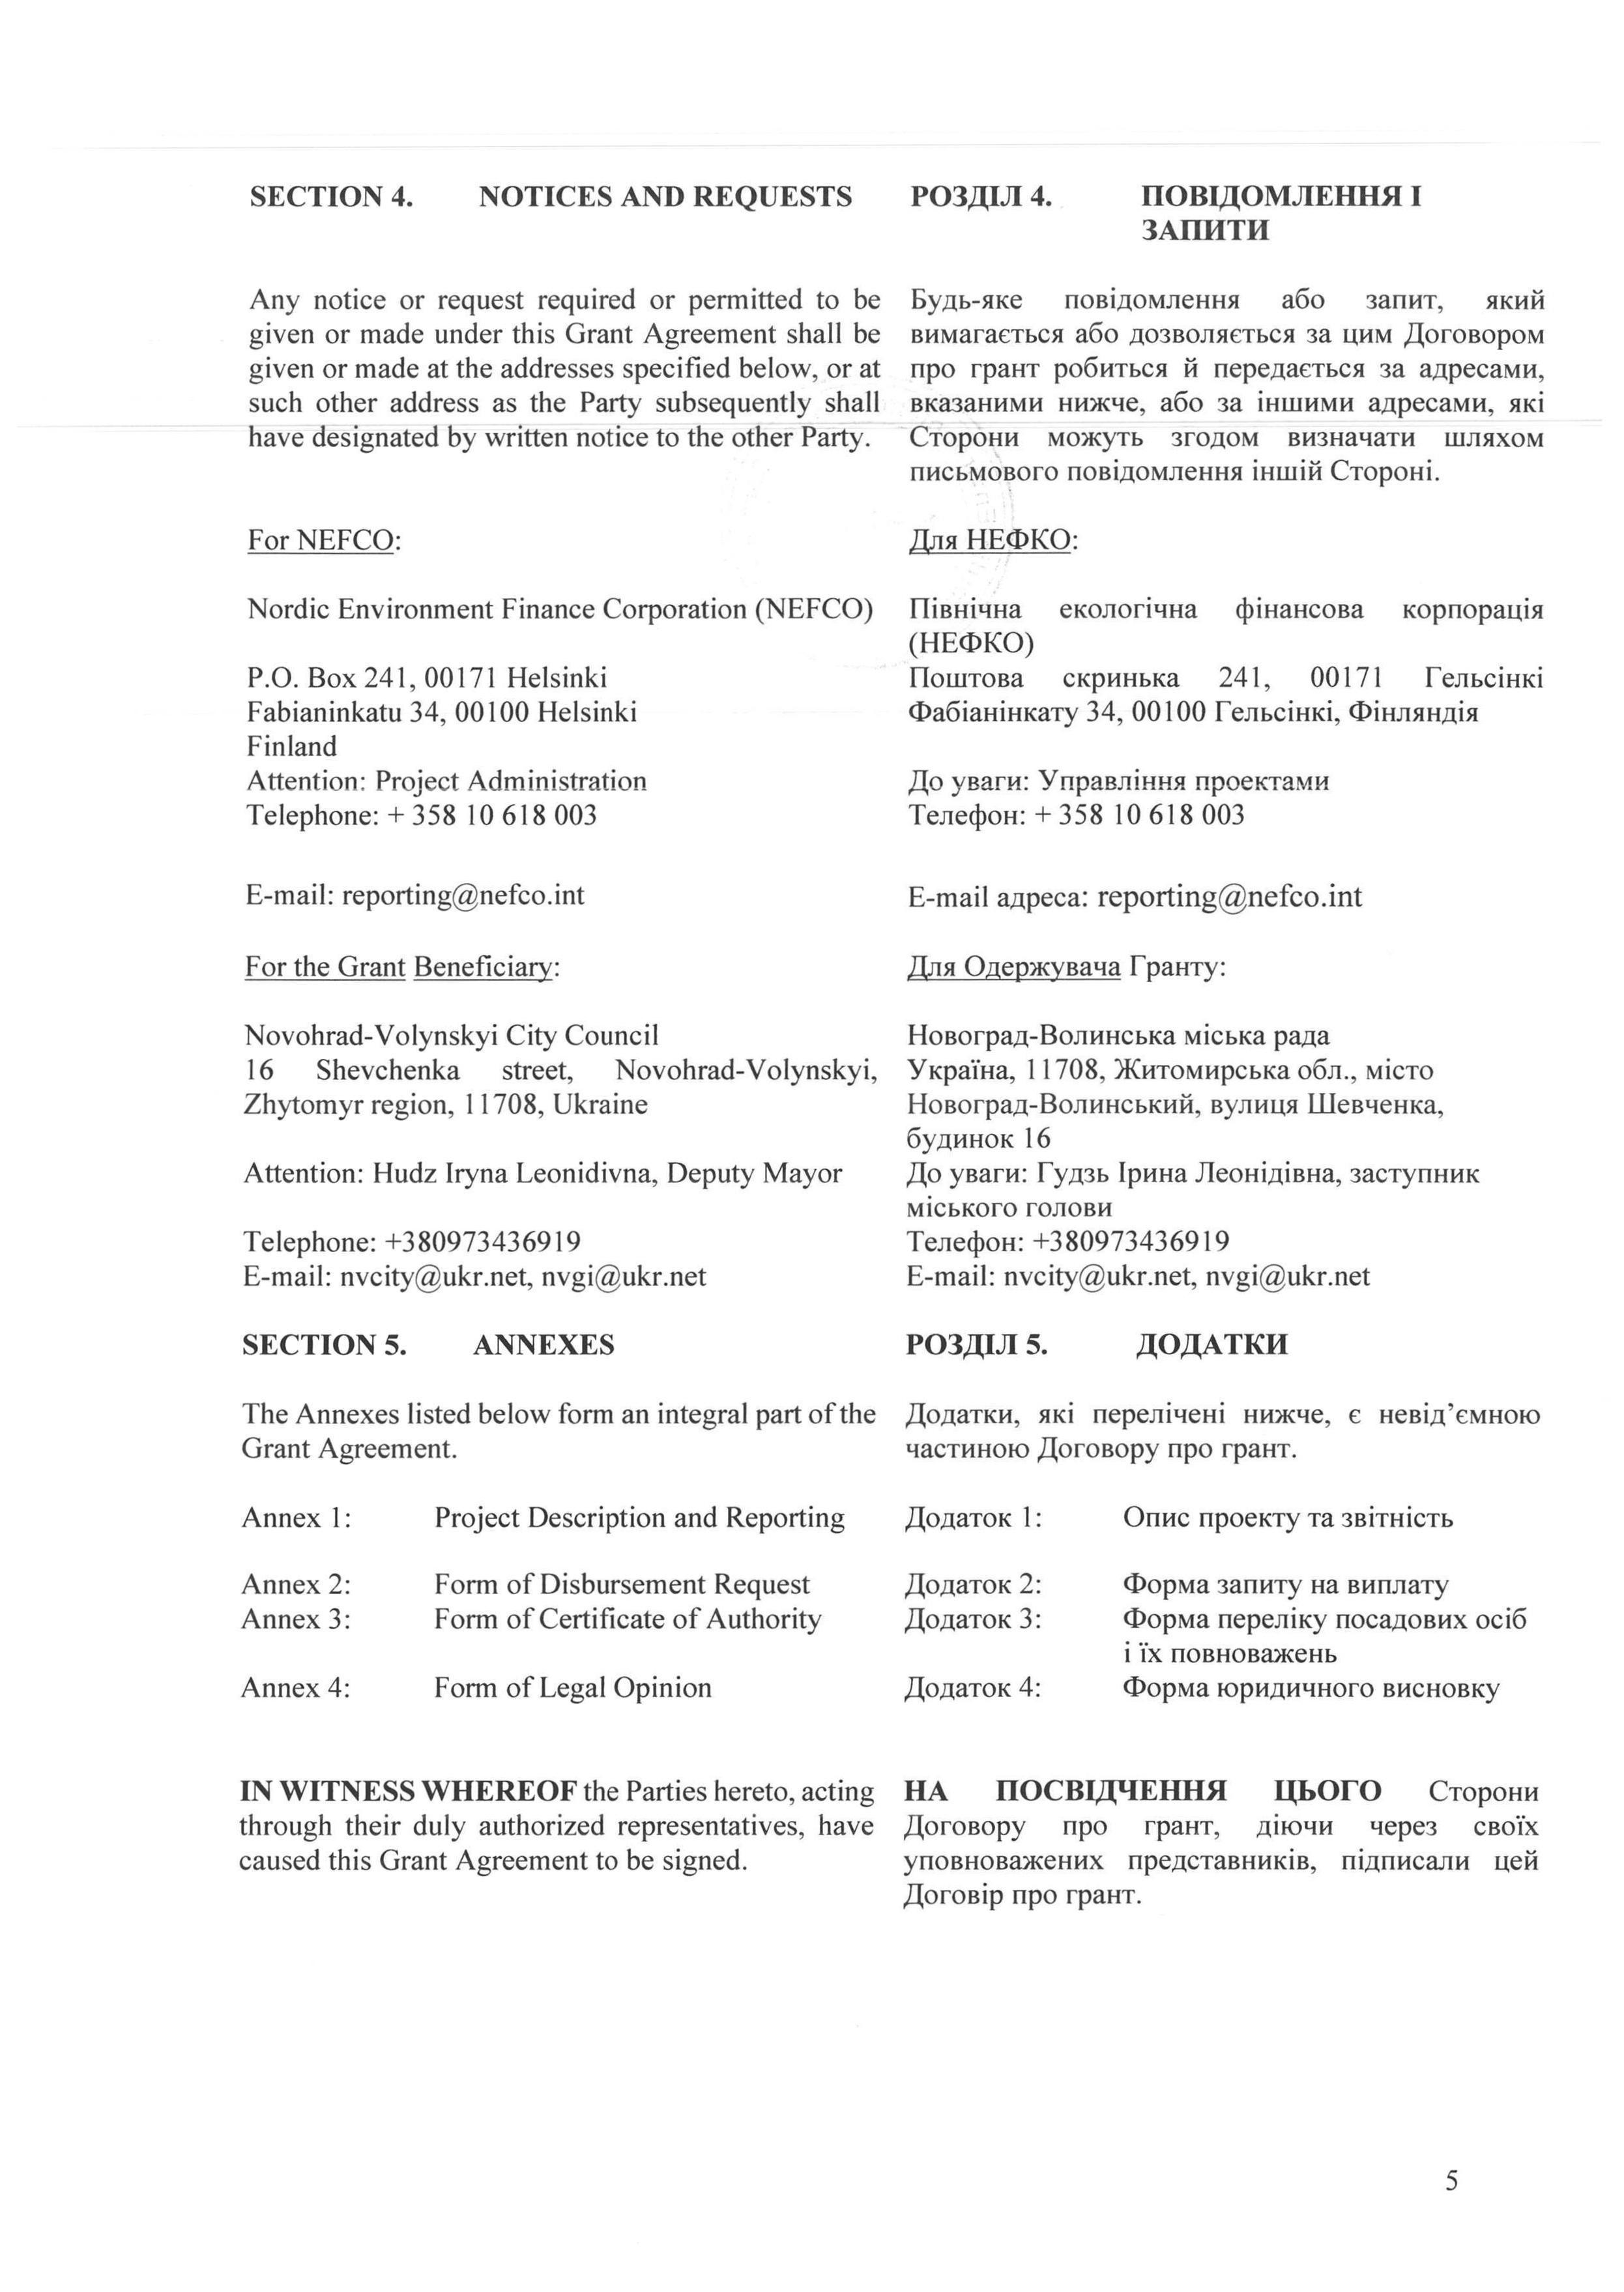 SECTION 4. NOTICES AND REQUESTS
Any notice or request required or permitted to be
given or made under this Grant Agreement shall be
given or made at the addresses specified below, or at
such other address as the Party subsequently shall
have designated by written notice to the other Party.
For NEFCO:
Nordic Environment Finance Corporation (NEFCO)
P.O. Box 241, 00171 Helsinki
Fabianinkatu 34, 00100 Helsinki
Finland
Attention: Project Administration
Telephone: + 358 10 618 003
E-mail: reporting@nefco.int
For the Grant Beneficiary:
Novohrad-Volynskyi City Council
16 Shevchenka street, Novohrad-Volynskyi,
Zhytomyr region, 11708, Ukraine
Attention: Hudz Iryna Leonidivna, Deputy Mayor
Telephone: +380973436919
E-mail: nvcity@ukr.net, nvgi@ukr.net
SECTION 5. ANNEXES
The Annexes listed below form an integral part of the
Grant Agreement.
Annex 1: Project Description and Reporting
Annex 2: Form of Disbursement Request
Annex 3: Form of Certificate of Authority
Annex 4: Form of Legal Opinion
IN WITNESS WHEREOF the Parties hereto, acting
through their duly authorized representatives, have
caused this Grant Agreement to be signed.
РОЗДІЛ 4. ПОВІДОМЛЕННЯ І
ЗАПИТИ
Будь-яке повідомлення або запит, який
вимагається або дозволяється за цим Договором
про грант робиться й передається за адресами,
вказаними нижче, або за іншими адресами, які
Сторони можуть згодом визначати шляхом
письмового повідомлення іншій Стороні.
Для НЕФКО:
Північна екологічна фінансова корпорація
(НЕФКО)
Поштова скринька 241, 00171 Гельсінкі
Фабіанінкату 34, 00100 Гельсінкі, Фінляндія
До уваги: Управління проектами
Телефон: + 358 10 618 003
E-mail адреса: reporting@nefco.int
Для Одержувача Гранту:
Новоград-Волинська міська рада
Україна, 11708, Житомирська обл., місто
Новоград-Волинський, вулиця Шевченка,
будинок 16
До уваги: Гудзь Ірина Леонідівна, заступник
міського голови
Телефон: +380973436919
E-mail: nvcity@ukr.net, nvgi@ukr.net
РОЗДІЛ 5. ДОДАТКИ
Додатки, які перелічені нижче, є невід’ємною
частиною Договору про грант.
Додаток 1: Опис проекту та звітність
Додаток 2: Форма запиту на виплату
Додаток 3: Форма переліку посадових осіб
і їх повноважень
Додаток 4: Форма юридичного висновку
НА ПОСВІДЧЕННЯ ЦЬОГО Сторони
Договору про грант, діючи через своїх
уповноважених представників, підписали цей
Договір про грант.
5